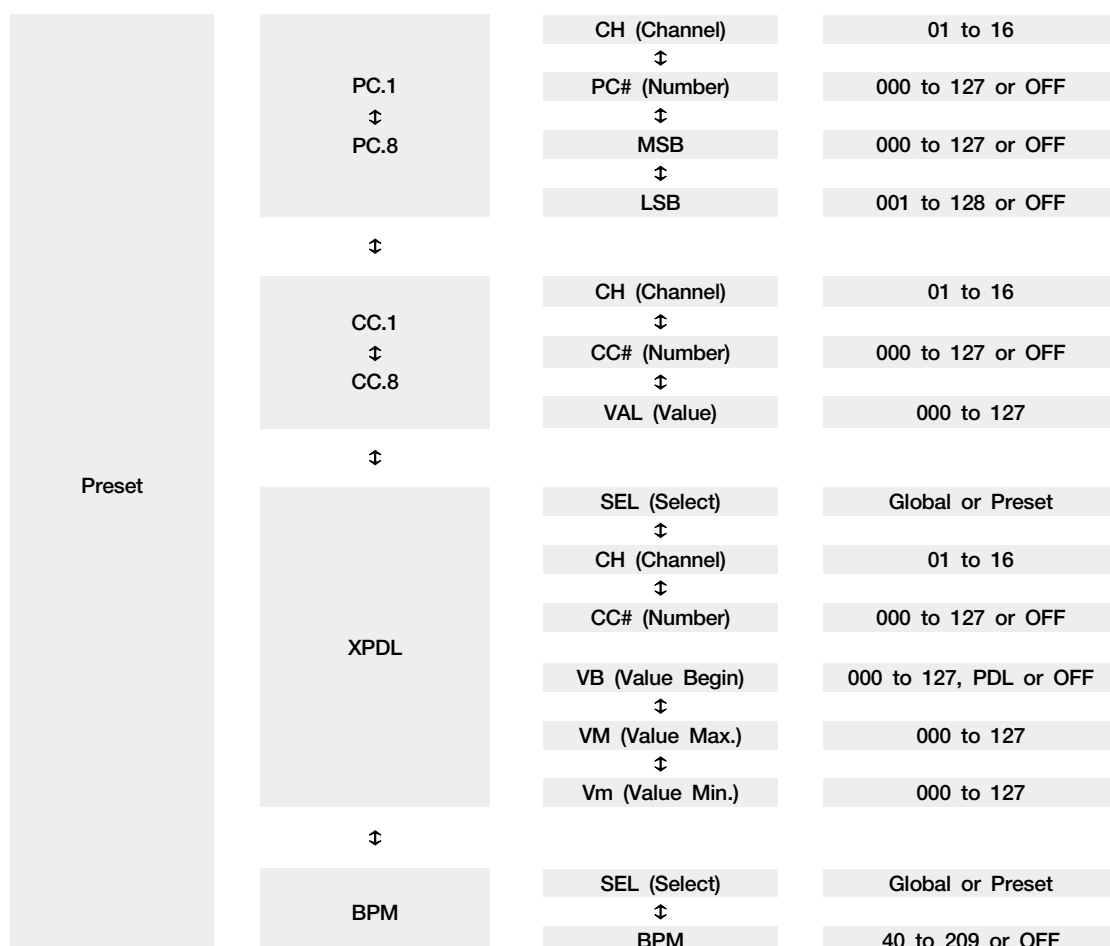 CH (Channel) 01 to 16
↕
PC.1 PC# (Number) 000 to 127 or OFF
↕ ↕
PC.8 MSB 000 to 127 or OFF
↕
LSB 001 to 128 or OFF
↕
CH (Channel) 01 to 16
CC.1 ↕
↕ CC# (Number) 000 to 127 or OFF
CC.8 ↕
VAL (Value) 000 to 127
↕
Preset
SEL (Select) Global or Preset
↕
CH (Channel) 01 to 16
↕
CC# (Number) 000 to 127 or OFF
XPDL
VB (Value Begin) 000 to 127, PDL or OFF
↕
VM (Value Max.) 000 to 127
↕
Vm (Value Min.) 000 to 127
↕
SEL (Select) Global or Preset
BPM ↕
BPM 40 to 209 or OFF